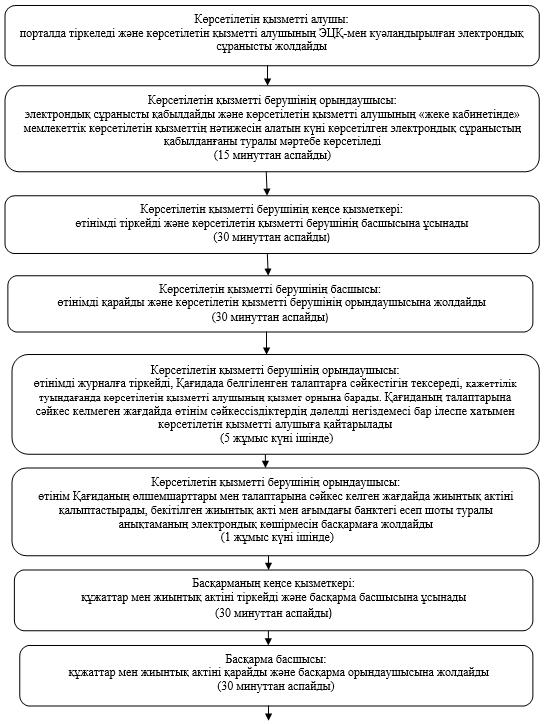 Көрсетілетін қызметті алушы:
порталда тіркеледі және көрсетілетін қызметті алушының ЭЦҚ-мен куәландырылған электрондық
сұранысты жолдайды
Көрсетілетін қызметті берушінің орындаушысы:
электрондық сұранысты қабылдайды және көрсетілетін қызметті алушының «жеке кабинетінде»
мемлекеттік көрсетілетін қызметтің нәтижесін алатын күні көрсетілген электрондық сұраныстың
қабылданғаны туралы мәртебе көрсетіледі
(15 минуттан аспайды)
Көрсетілетін қызметті берушінің кеңсе қызметкері:
өтінімді тіркейді және көрсетілетін қызметті берушінің басшысына ұсынады
(30 минуттан аспайды)
Көрсетілетін қызметті берушінің басшысы:
өтінімді қарайды және көрсетілетін қызметті берушінің орындаушысына жолдайды
(30 минуттан аспайды)
Көрсетілетін қызметті берушінің орындаушысы:
өтінімді журналға тіркейді, Қағидада белгіленген талаптарға сәйкестігін тексереді, қажеттілік
туындағанда көрсетілетін қызметті алушының қызмет орнына барады. Қағиданың талаптарына
сәйкес келмеген жағдайда өтінім сәйкессіздіктердің дәлелді негіздемесі бар ілеспе хатымен
көрсетілетін қызметті алушыға қайтарылады
(5 жұмыс күні ішінде)
Көрсетілетін қызметті берушінің орындаушысы:
өтінім Қағиданың өлшемшарттары мен талаптарына сәйкес келген жағдайда жиынтық актіні
қалыптастырады, бекітілген жиынтық акті мен ағымдағы банктегі есеп шоты туралы
анықтаманың электрондық көшірмесін басқармаға жолдайды
(1 жұмыс күні ішінде)
Басқарманың кеңсе қызметкері:
құжаттар мен жиынтық актіні тіркейді және басқарма басшысына ұсынады
(30 минуттан аспайды)
Басқарма басшысы:
құжаттар мен жиынтық актіні қарайды және басқарма орындаушысына жолдайды
(30 минуттан аспайды)